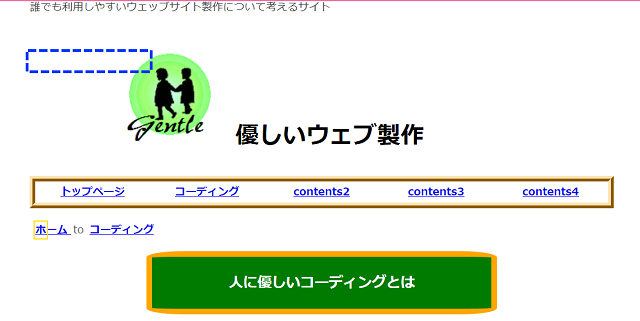 誰でも利用しやすいウェッブサイト製作について考えるサイト
Gentle
優しいウェブ製作
トップページ コーディング contents2 contents3 contents4
ホーム to コーディング
人に優しいコーディングとは